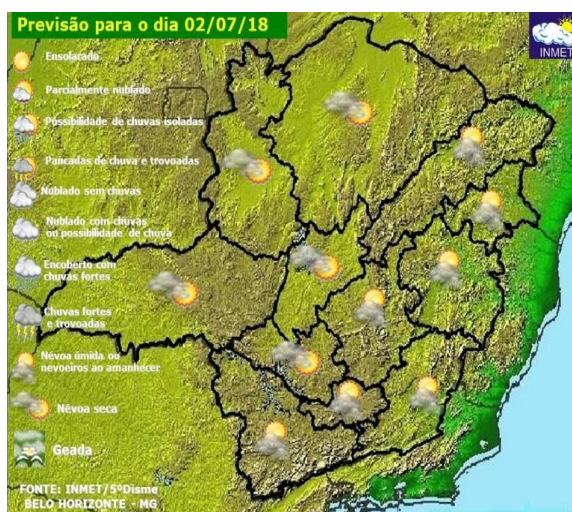 Previsão para o dia 02/07/18
INMET
Ensolarado
Parcialmente nublado
Possibilidade de chuvas isoladas
Pancadas de chuva e trovoadas
Nublado sem chuvas
Nublado com chuvas
ou possibilidade de chuva
Encoberto com
chuvas fortes
Chuvas fortes
e trovoadas
Névoa úmida ou
nevoeiros ao amanhecer
Névoa seca
Geada
FONTE: INMET/5ºDisme
BELO HORIZONTE - MG